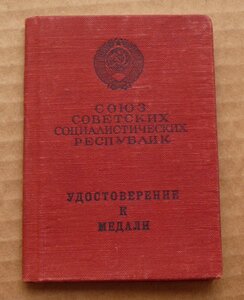 СОЮЗ
СОВЕТСКИХ
СОЦИАЛИСТИЧЕСКИХ
РЕСПУБЛИК
УДОСТОВЕРЕНИЕ
К
МЕДАЛИ